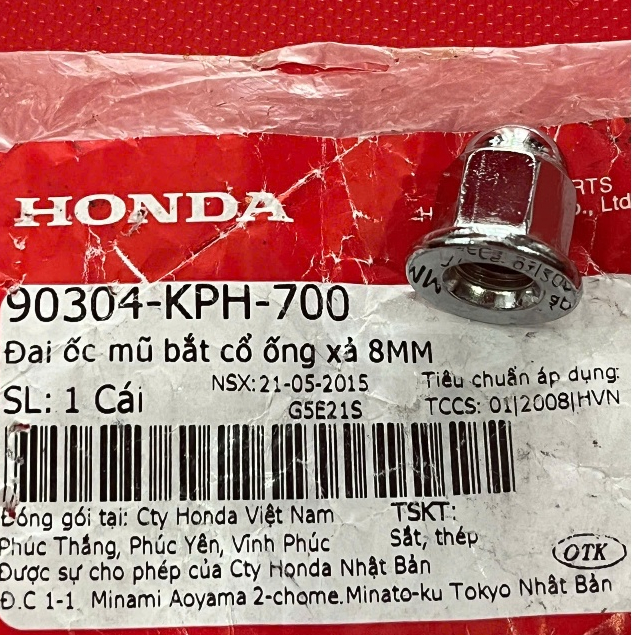 HONDA
PARTS
Co., Ltd
90304-KPH-700
Đai ốc mũ bắt cổ ống xả 8MM
NSX: 21-05-2015
Tiêu chuẩn áp dụng:
SL: 1 Cái
G5E21S
TCCS: 01|2008|HVN
Đóng gói tại: Cty Honda Việt Nam
TSKT:
Phúc Thắng, Phúc Yên, Vĩnh Phúc
Sắt, thép
Được sự cho phép của Cty Honda Nhật Bản
OTK
Đ.C 1-1 Minami Aoyama 2-chome.Minato-ku Tokyo Nhật Bản